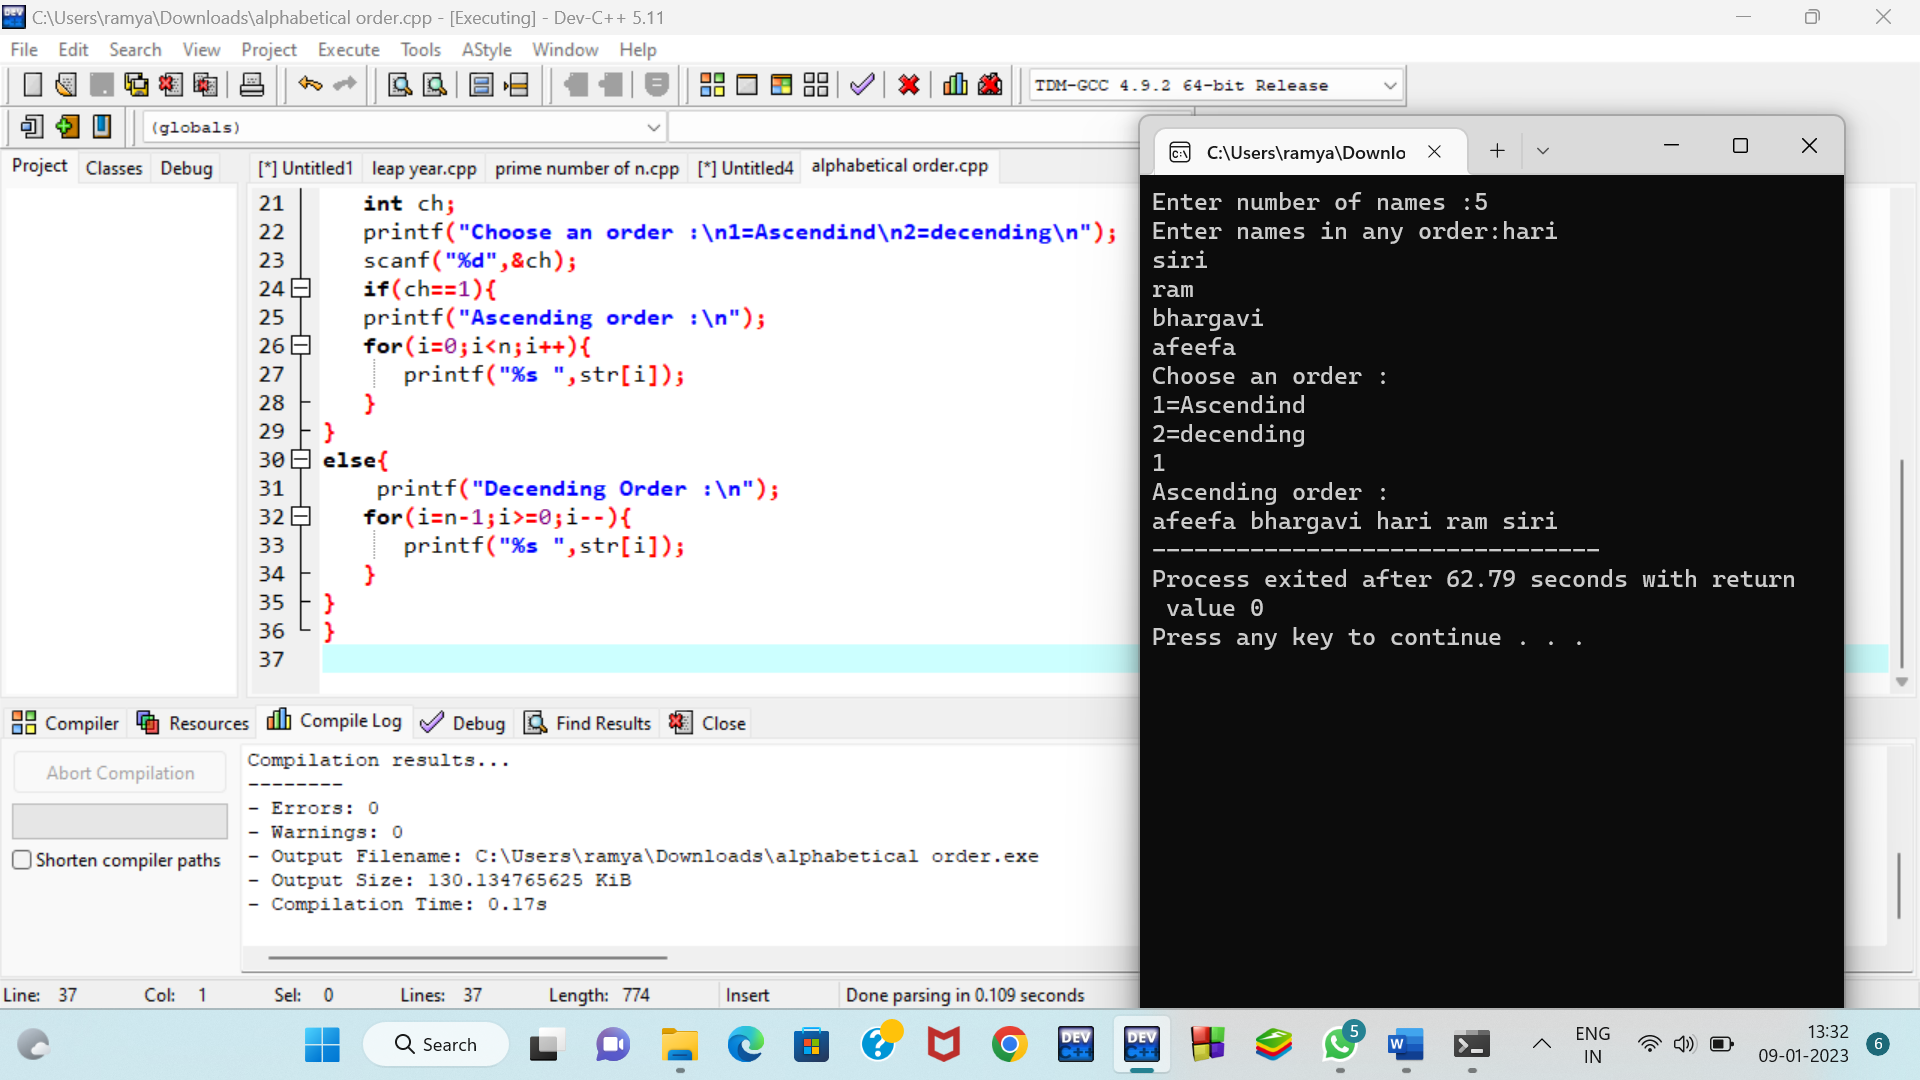 C:\Users\ramya\Downloads\alphabetical order.cpp - [Executing] - Dev-C++ 5.11
File Edit Search View Project Execute Tools AStyle Window Help
TDM-GCC 4.9.2 64-bit Release
(globals)
Project Classes Debug
[*] Untitled1 leap year.cpp prime number of n.cpp [*] Untitled4 alphabetical order.cpp
21 int ch;
22 printf("Choose an order :\n1=Ascendind\n2=decending\n");
23 scanf("%d",&ch);
24 if(ch==1){
25 printf("Ascending order :\n");
26 for(i=0;i<n;i++){
27 printf("%s ",str[i]);
28 }
29 }
30 else{
31 printf("Decending Order :\n");
32 for(i=n-1;i>=0;i--){
33 printf("%s ",str[i]);
34 }
35 }
36 }
37
C:\Users\ramya\Downlo
Enter number of names :5
Enter names in any order:hari
siri
ram
bhargavi
afeefa
Choose an order :
1=Ascendind
2=decending
1
Ascending order :
afeefa bhargavi hari ram siri
--------------------------------
Process exited after 62.79 seconds with return
value 0
Press any key to continue . . .
Compiler Resources Compile Log Debug Find Results Close
Abort Compilation
Shorten compiler paths
Compilation results...
--------
- Errors: 0
- Warnings: 0
- Output Filename: C:\Users\ramya\Downloads\alphabetical order.exe
- Output Size: 130.134765625 KiB
- Compilation Time: 0.17s
Line: 37 Col: 1 Sel: 0 Lines: 37 Length: 774 Insert Done parsing in 0.109 seconds
Search
DEV C++
DEV C++
5
W
ENG
IN
13:32
09-01-2023
6